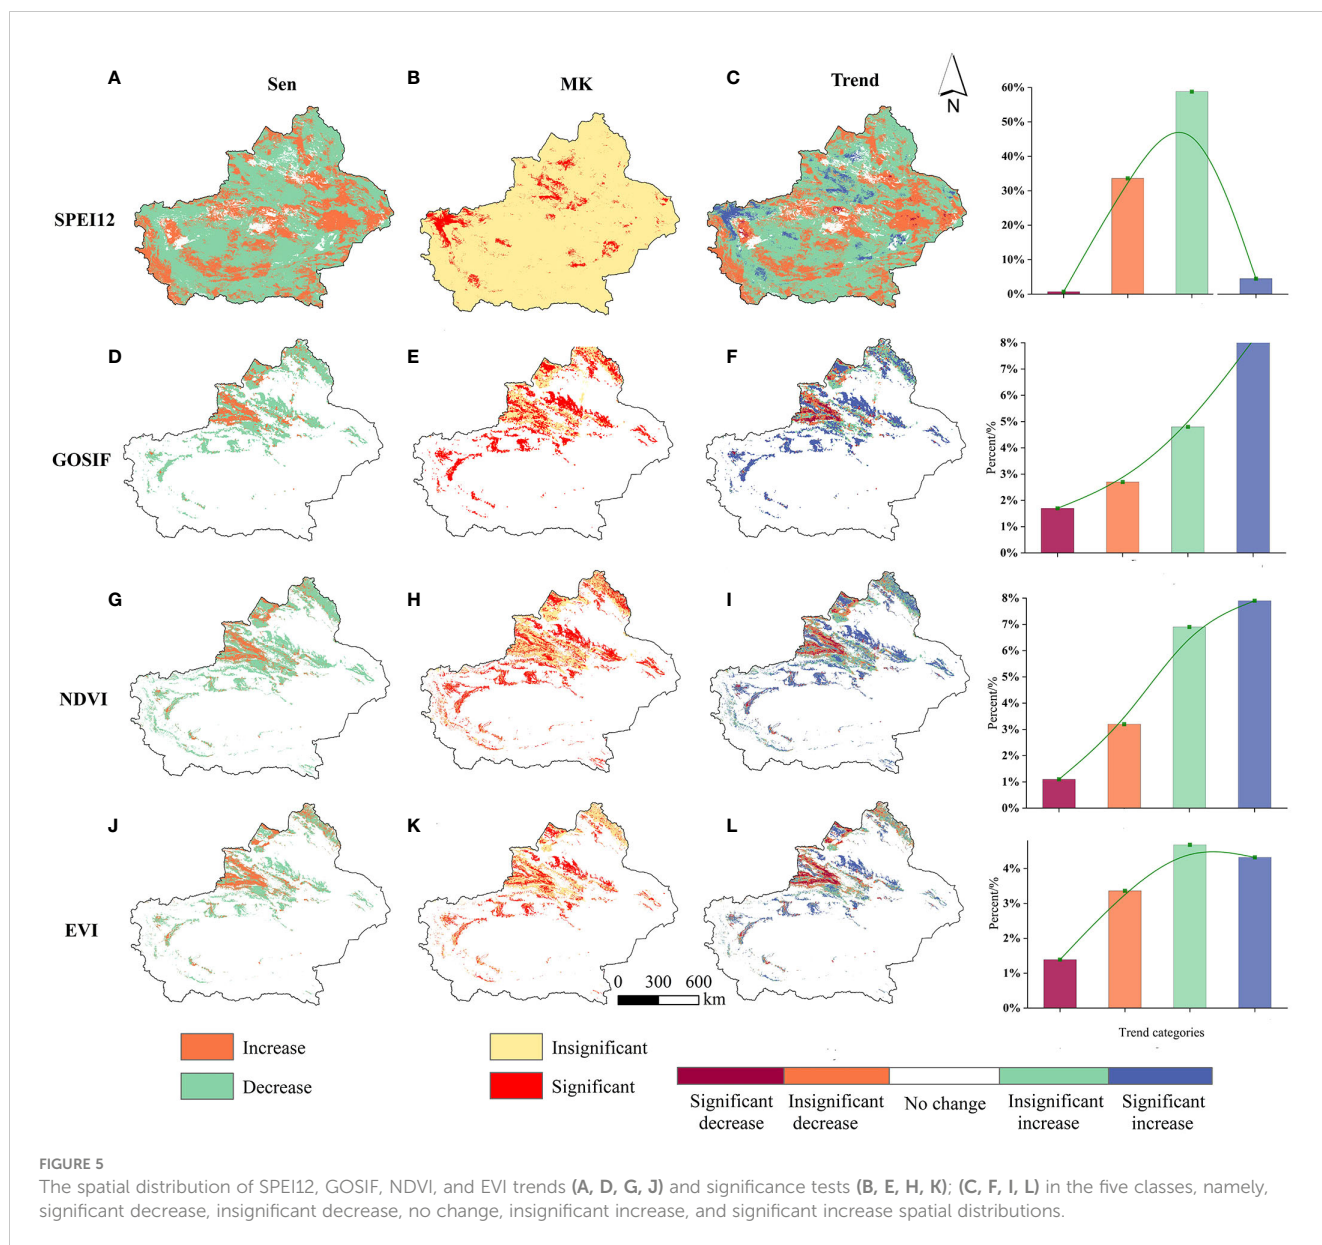 A
Sen
B
MK
C
Trend
N
SPEI12
60%
50%
40%
30%
20%
10%
0%
D
E
F
GOSIF
Percent/%
8%
7%
6%
5%
4%
3%
2%
1%
0%
G
H
I
NDVI
Percent/%
8%
7%
6%
5%
4%
3%
2%
1%
0%
J
K
L
EVI
Percent/%
4%
3%
2%
1%
0%
Trend categories
0 300 600
km
Increase
Decrease
Insignificant
Significant
Significant decrease
Insignificant decrease
No change
Insignificant increase
Significant increase
FIGURE 5
The spatial distribution of SPEI12, GOSIF, NDVI, and EVI trends (A, D, G, J) and significance tests (B, E, H, K); (C, F, I, L) in the five classes, namely,
significant decrease, insignificant decrease, no change, insignificant increase, and significant increase spatial distributions.